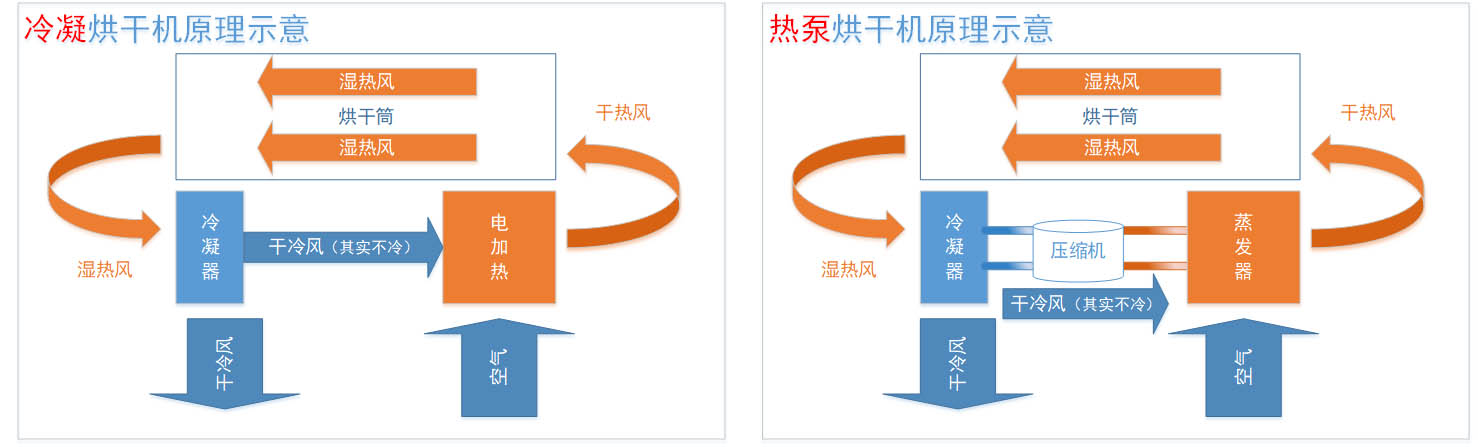 冷凝烘干机原理示意
湿热风
烘干筒
湿热风
干热风
湿热风
冷凝器
干冷风（其实不冷）
电加热
干冷风
空气
热泵烘干机原理示意
湿热风
烘干筒
湿热风
干热风
湿热风
冷凝器
压缩机
蒸发器
干冷风（其实不冷）
干冷风
空气